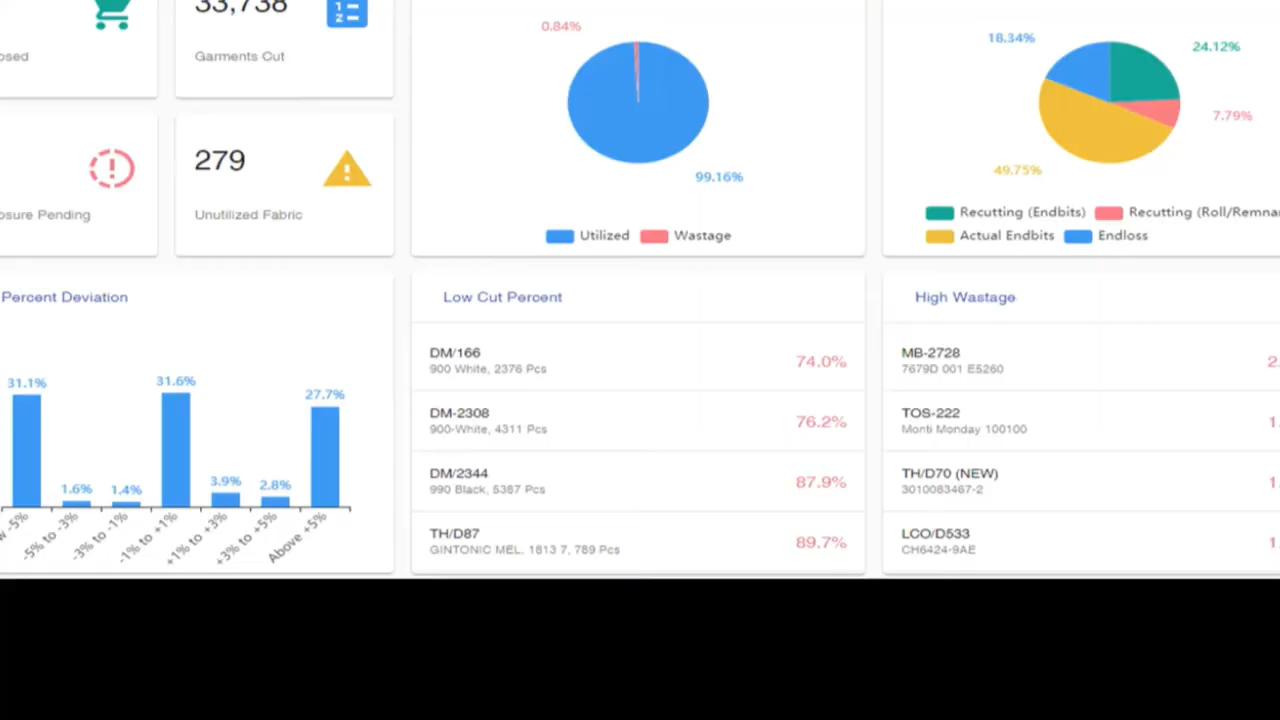 33,738
osed
Garments Cut
279
osure Pending
Unutilized Fabric
0.84%
99.16%
Utilized
Wastage
18.34%
24.12%
7.79%
49.75%
Recutting (Endbits)
Recutting (Roll/Remna
Actual Endbits
Endloss
Percent Deviation
31.1%
1.6%
1.4%
31.6%
3.9%
2.8%
27.7%
w -5%
-5% to -3%
-3% to -1%
-1% to +1%
+1% to +3%
+3% to +5%
Above +5%
Low Cut Percent
DM/166
900 White, 2376 Pcs
74.0%
DM-2308
900-White, 4311 Pcs
76.2%
DM/2344
990 Black, 5387 Pcs
87.9%
TH/D87
GINTONIC MEL. 1813 7, 789 Pcs
89.7%
High Wastage
MB-2728
7679D 001 E5260
2.
TOS-222
Monti Monday 100100
1.
TH/D70 (NEW)
3010083467-2
1.
LCO/D533
CH6424-9AE
1.